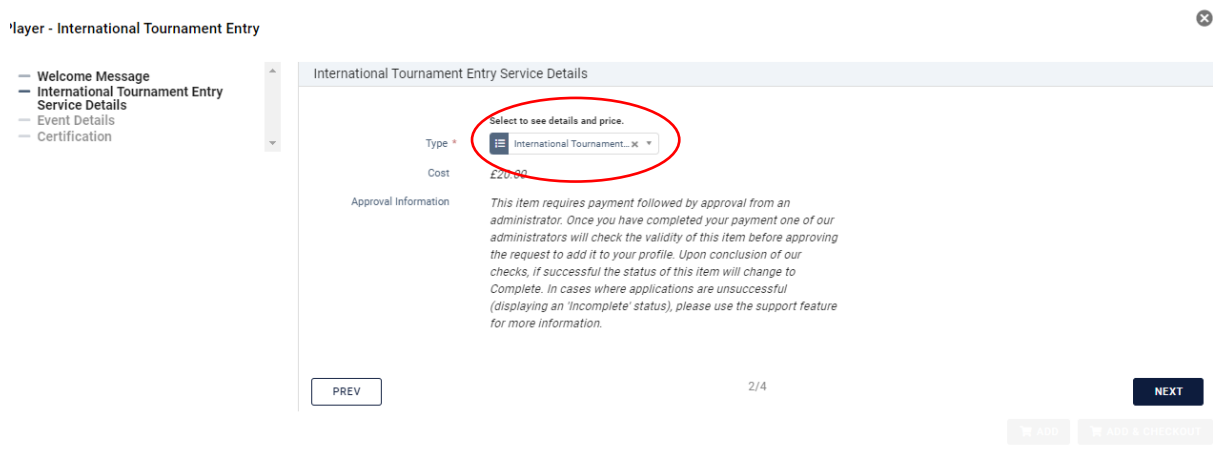 Player - International Tournament Entry
Welcome Message
International Tournament Entry
Service Details
Event Details
Certification
International Tournament Entry Service Details
Select to see details and price.
Type *
International Tournament...
Cost
£20.00
Approval Information
This item requires payment followed by approval from an
administrator. Once you have completed your payment one of our
administrators will check the validity of this item before approving
the request to add it to your profile. Upon conclusion of our
checks, if successful the status of this item will change to
Complete. In cases where applications are unsuccessful
(displaying an 'Incomplete' status), please use the support feature
for more information.
PREV
2/4
NEXT
ADD
ADD & CHECKOUT